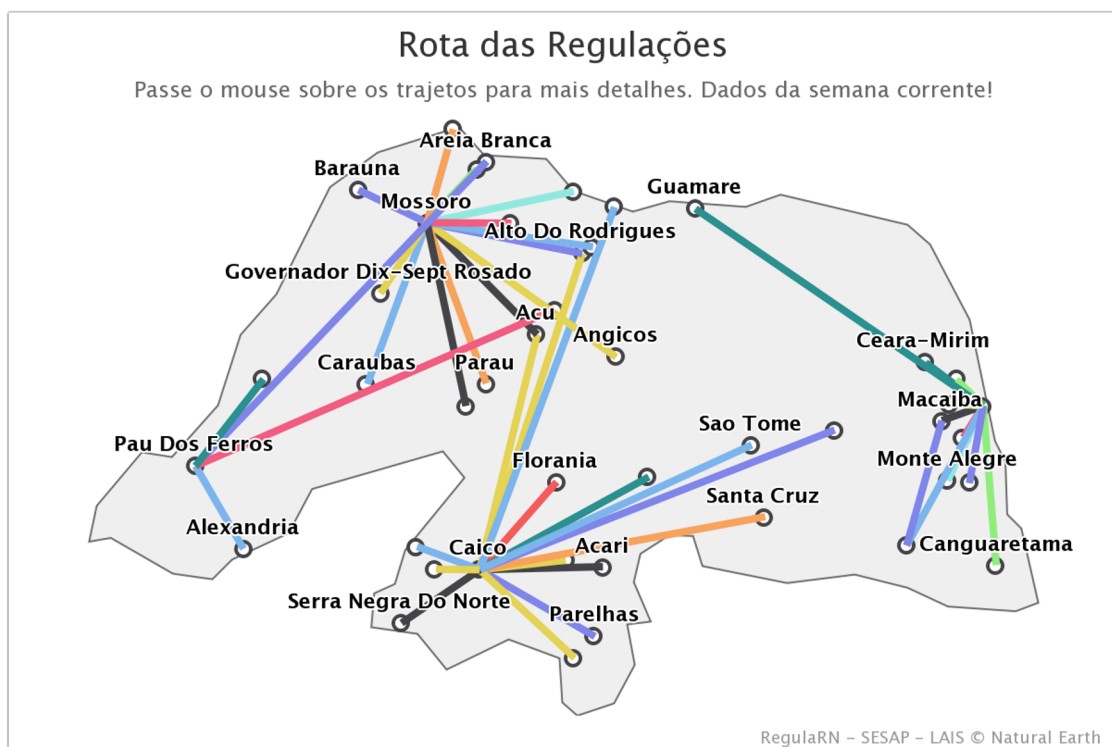 Rota das Regulações
Passe o mouse sobre os trajetos para mais detalhes. Dados da semana corrente!
Areia Branca
Barauna
Guamare
Mossoro
Alto Do Rodrigues
Governador Dix-Sept Rosado
Acu
Angicos
Ceara-Mirim
Caraubas
Parau
Macaiba
Sao Tome
Pau Dos Ferros
Florania
Monte Alegre
Santa Cruz
Alexandria
Caico
Acari
Canguaretama
Serra Negra Do Norte
Parelhas
RegulaRN - SESAP - LAIS © Natural Earth